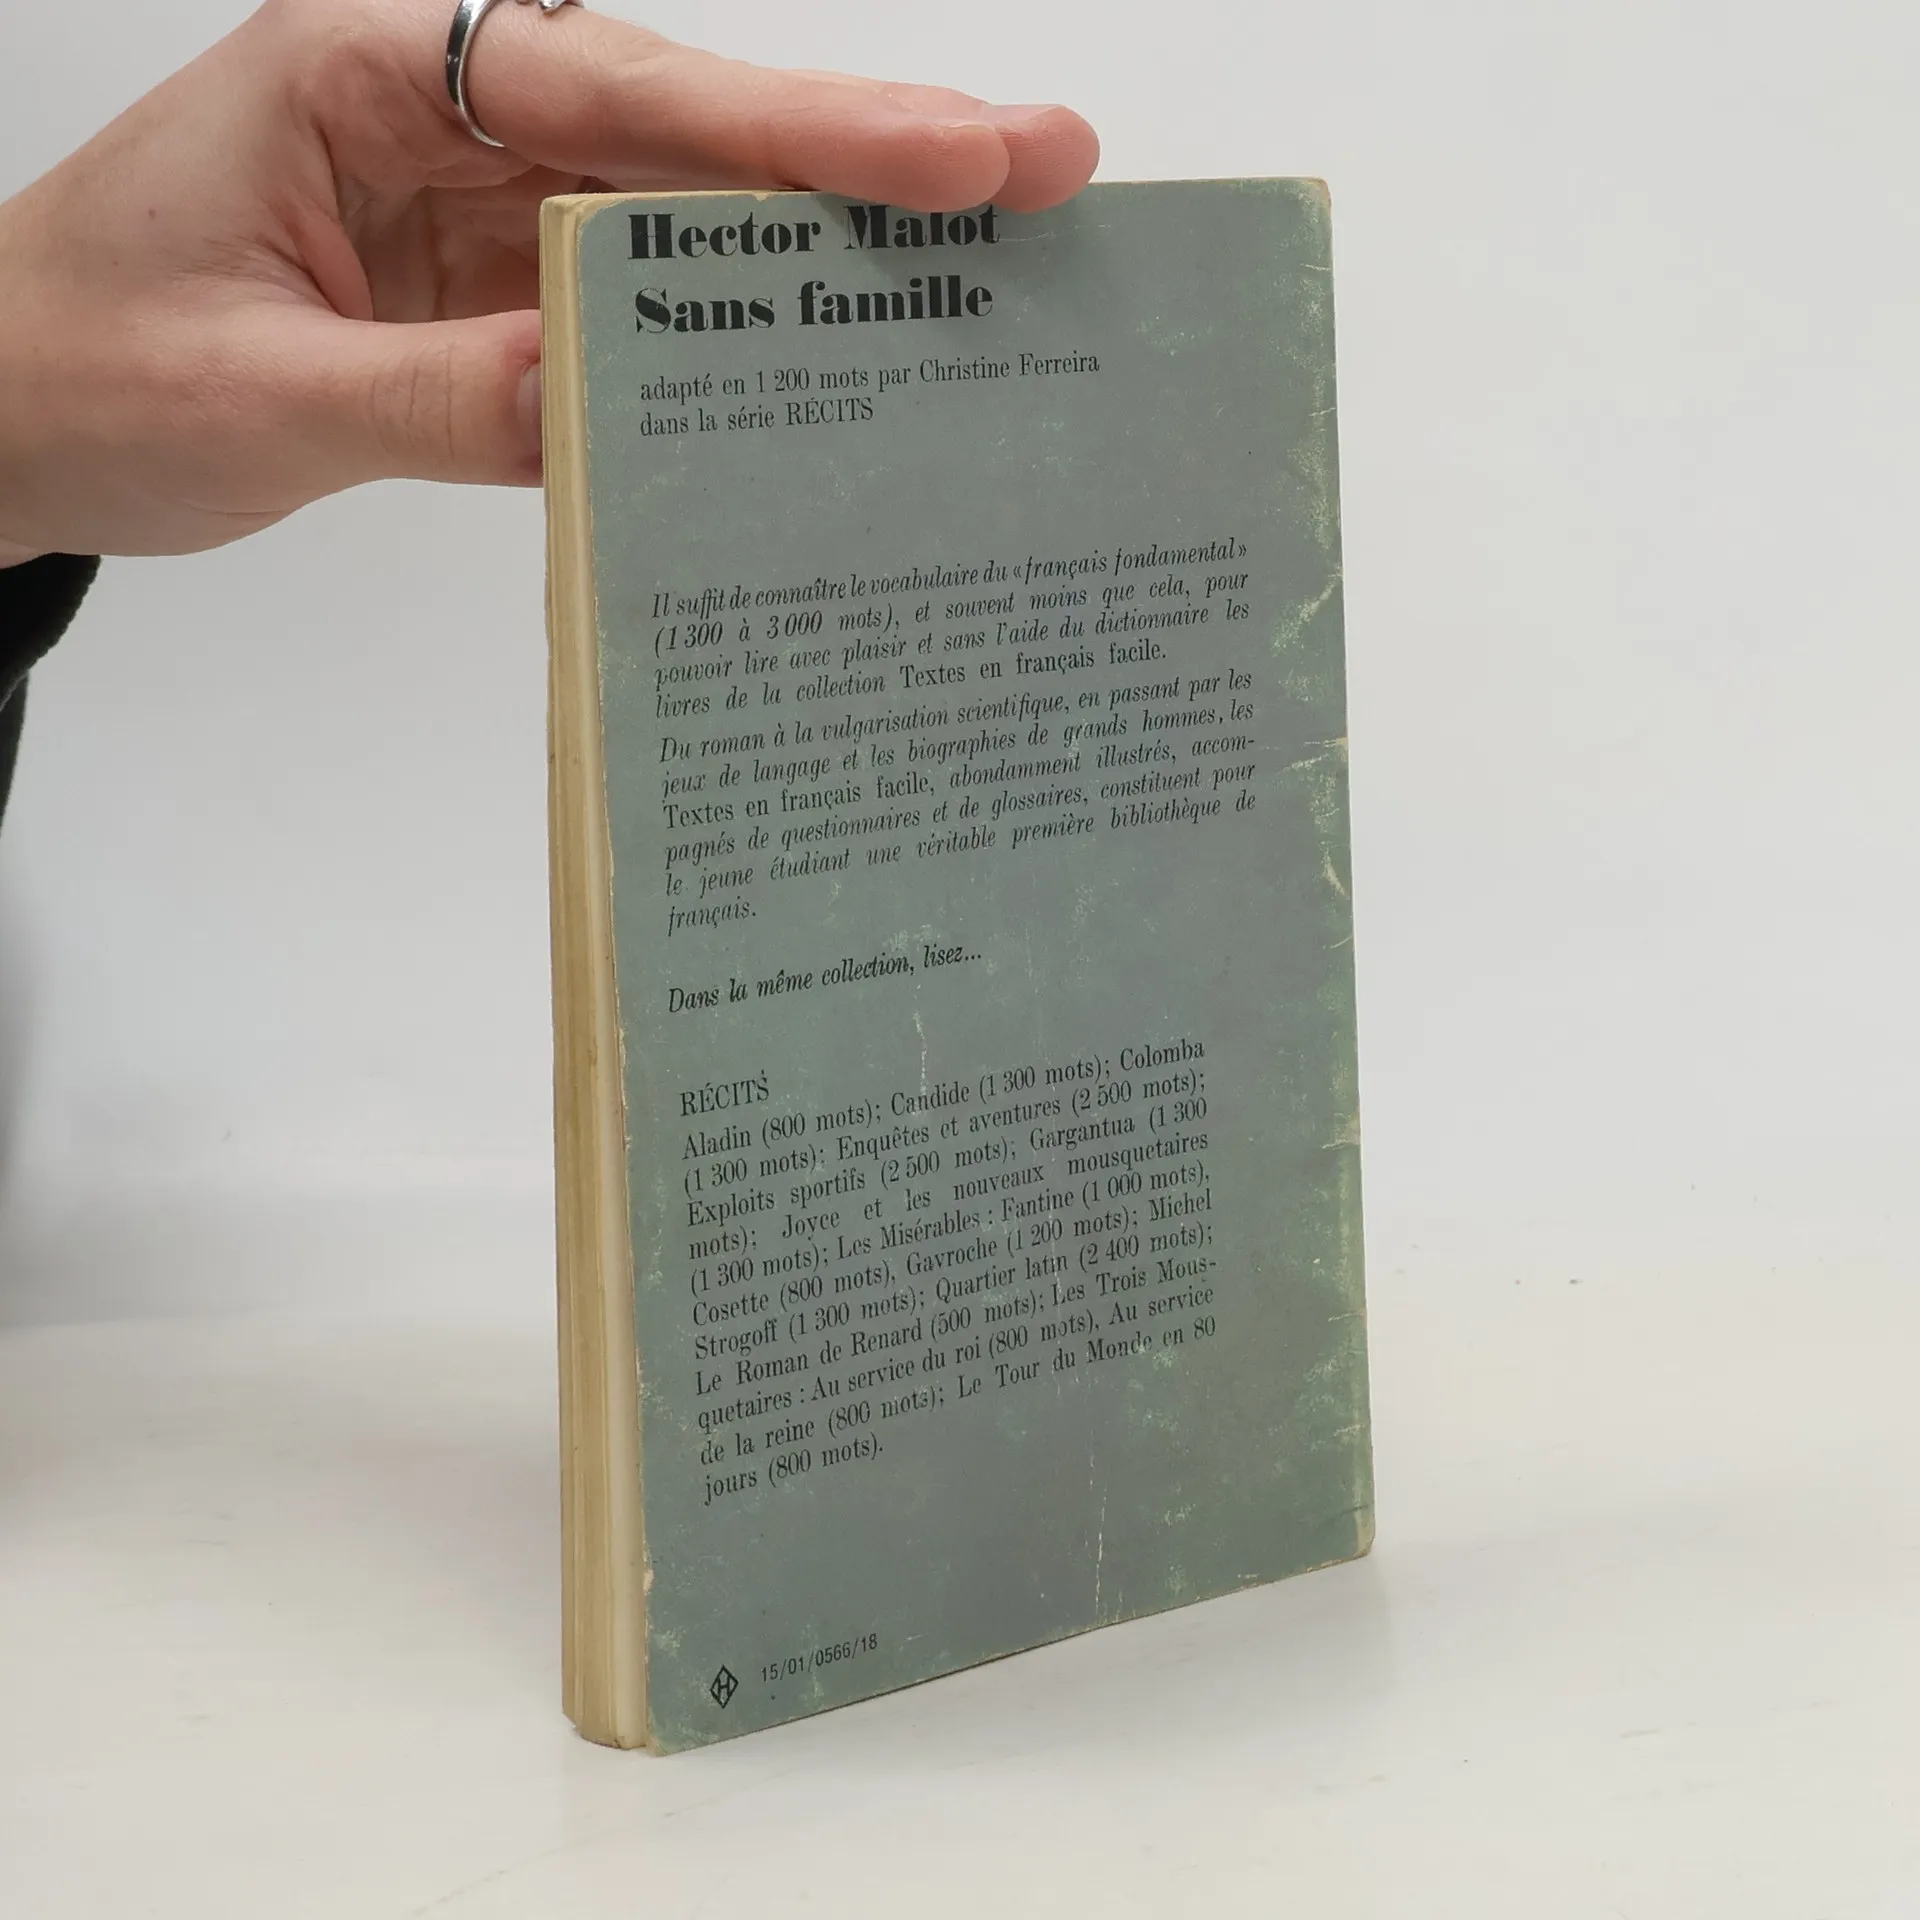 Hector Malot
Sans famille
adapté en 1 200 mots par Christine Ferreira
dans la série RÉCITS
Il suffit de connaître le vocabulaire du «français fondamental»
(1 300 à 3 000 mots), et souvent moins que cela, pour
pouvoir lire avec plaisir et sans l'aide du dictionnaire les
livres de la collection Textes en français facile.
Du roman à la vulgarisation scientifique, en passant par les
jeux de langage et les biographies de grands hommes, les
Textes en français facile, abondamment illustrés, accom-
pagnés de questionnaires et de glossaires, constituent pour
le jeune étudiant une véritable première bibliothèque de
français.
Dans la même collection, lisez...
RÉCITS
Aladin (800 mots); Candide (1 300 mots); Colomba
(1 300 mots); Enquêtes et aventures (2 500 mots);
Exploits sportifs (2 500 mots); Gargantua (1 300
mots); Joyce et les nouveaux mousquetaires
(1 300 mots); Les Misérables : Fantine (1 000 mots),
Cosette (800 mots), Gavroche (1 200 mots); Michel
Strogoff (1 300 mots); Quartier latin (2 400 mots);
Le Roman de Renard (500 mots); Les Trois Mous-
quetaires : Au service du roi (800 mots), Au service
de la reine (800 mots); Le Tour du Monde en 80
jours (800 mots).
H 15/01/0566/18